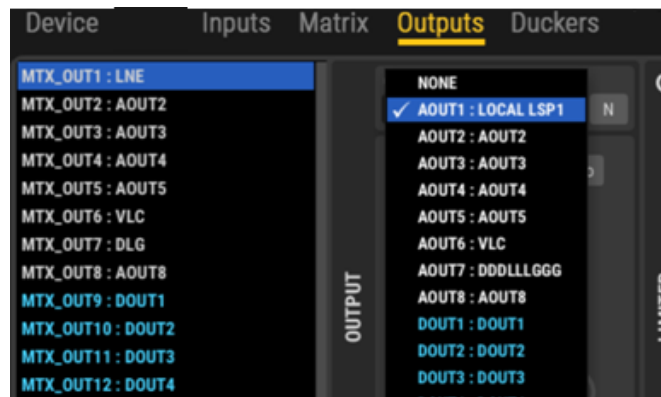 Device Inputs Matrix Outputs Duckers
MTX_OUT1 : LNE
MTX_OUT2 : AOUT2
MTX_OUT3 : AOUT3
MTX_OUT4 : AOUT4
MTX_OUT5 : AOUT5
MTX_OUT6 : VLC
MTX_OUT7 : DLG
MTX_OUT8 : AOUT8
MTX_OUT9 : DOUT1
MTX_OUT10 : DOUT2
MTX_OUT11 : DOUT3
MTX_OUT12 : DOUT4
OUTPUT
NONE
✓ AOUT1 : LOCAL LSP1
AOUT2 : AOUT2
AOUT3 : AOUT3
AOUT4 : AOUT4
AOUT5 : AOUT5
AOUT6 : VLC
AOUT7 : DDDLLLGGG
AOUT8 : AOUT8
DOUT1 : DOUT1
DOUT2 : DOUT2
DOUT3 : DOUT3
N